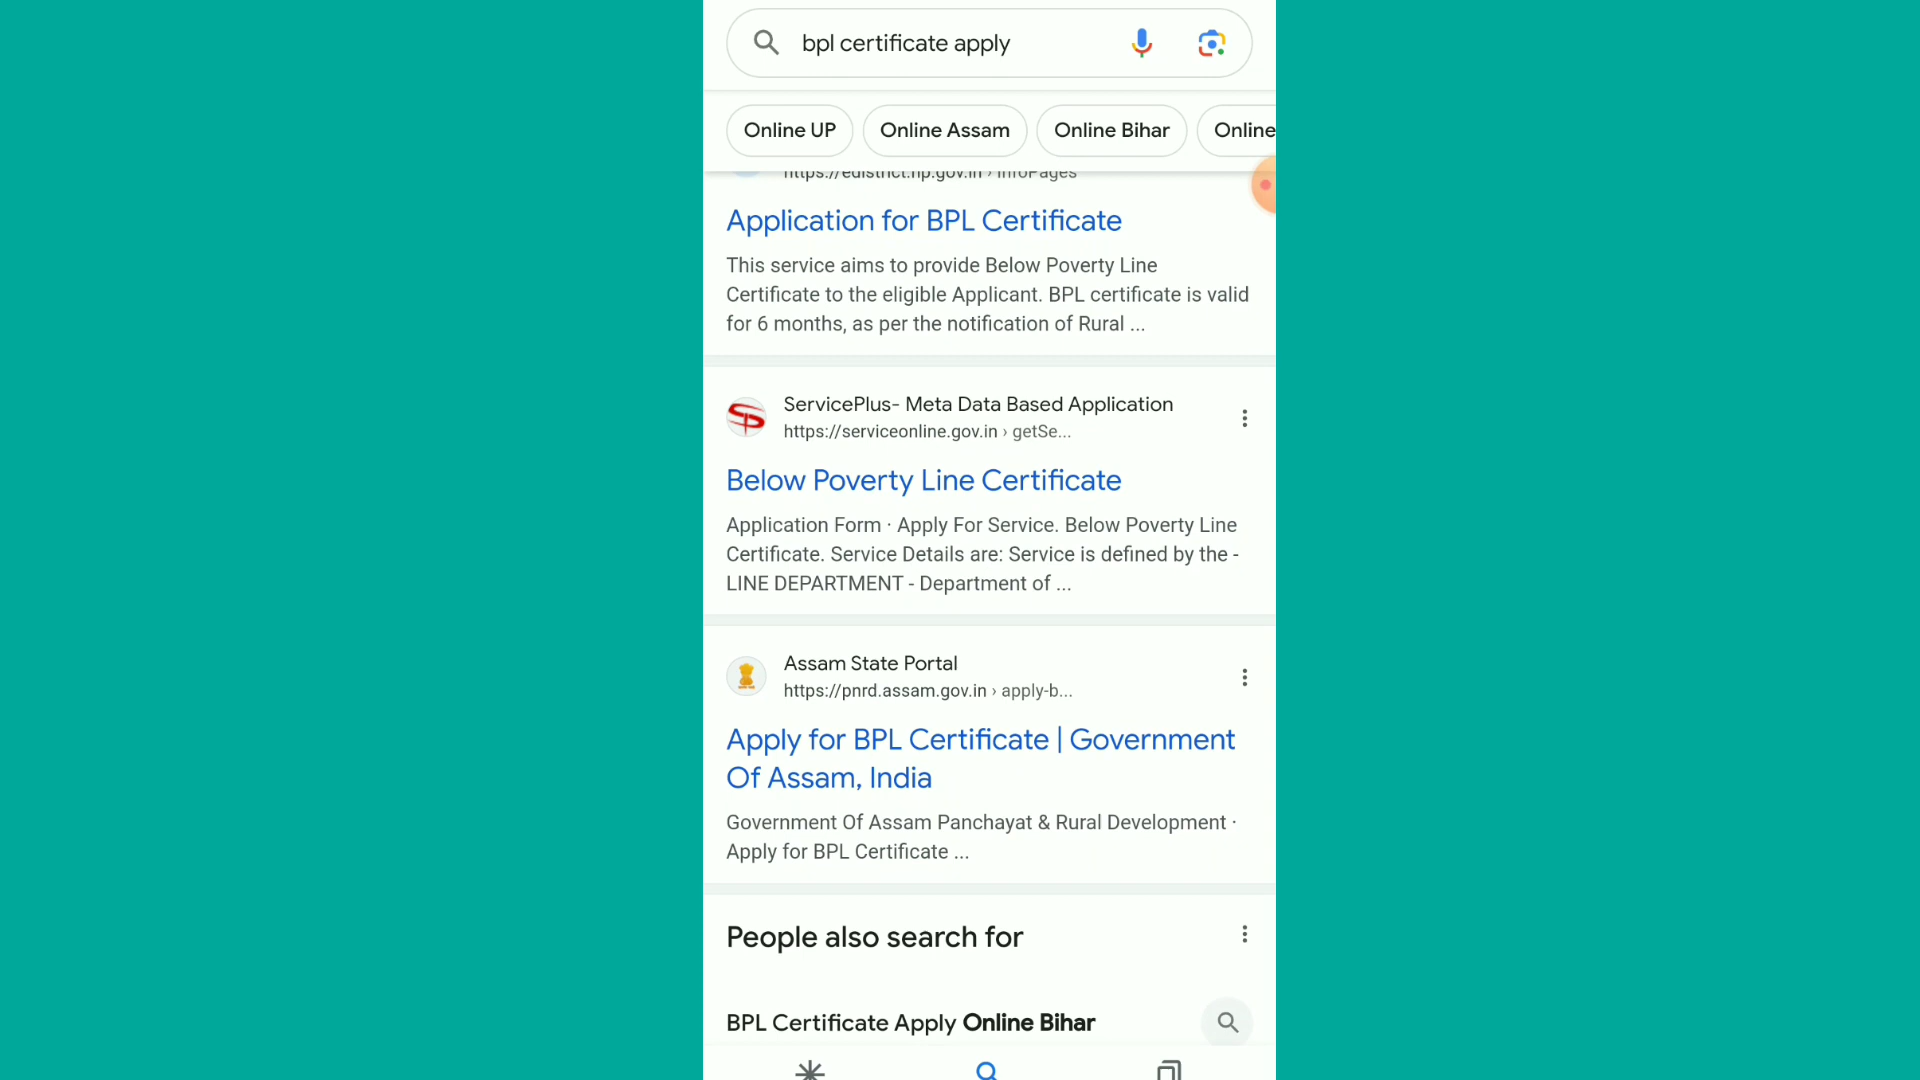 bpl certificate apply
Online UP
Online Assam
Online Bihar
Online
https://edistrict.hp.gov.in › InfoPages
Application for BPL Certificate
This service aims to provide Below Poverty Line
Certificate to the eligible Applicant. BPL certificate is valid
for 6 months, as per the notification of Rural ...
ServicePlus- Meta Data Based Application
https://serviceonline.gov.in › getSe...
Below Poverty Line Certificate
Application Form · Apply For Service. Below Poverty Line
Certificate. Service Details are: Service is defined by the -
LINE DEPARTMENT - Department of ...
Assam State Portal
https://pnrd.assam.gov.in › apply-b...
Apply for BPL Certificate | Government
Of Assam, India
Government Of Assam Panchayat & Rural Development ·
Apply for BPL Certificate ...
People also search for
BPL Certificate Apply Online Bihar